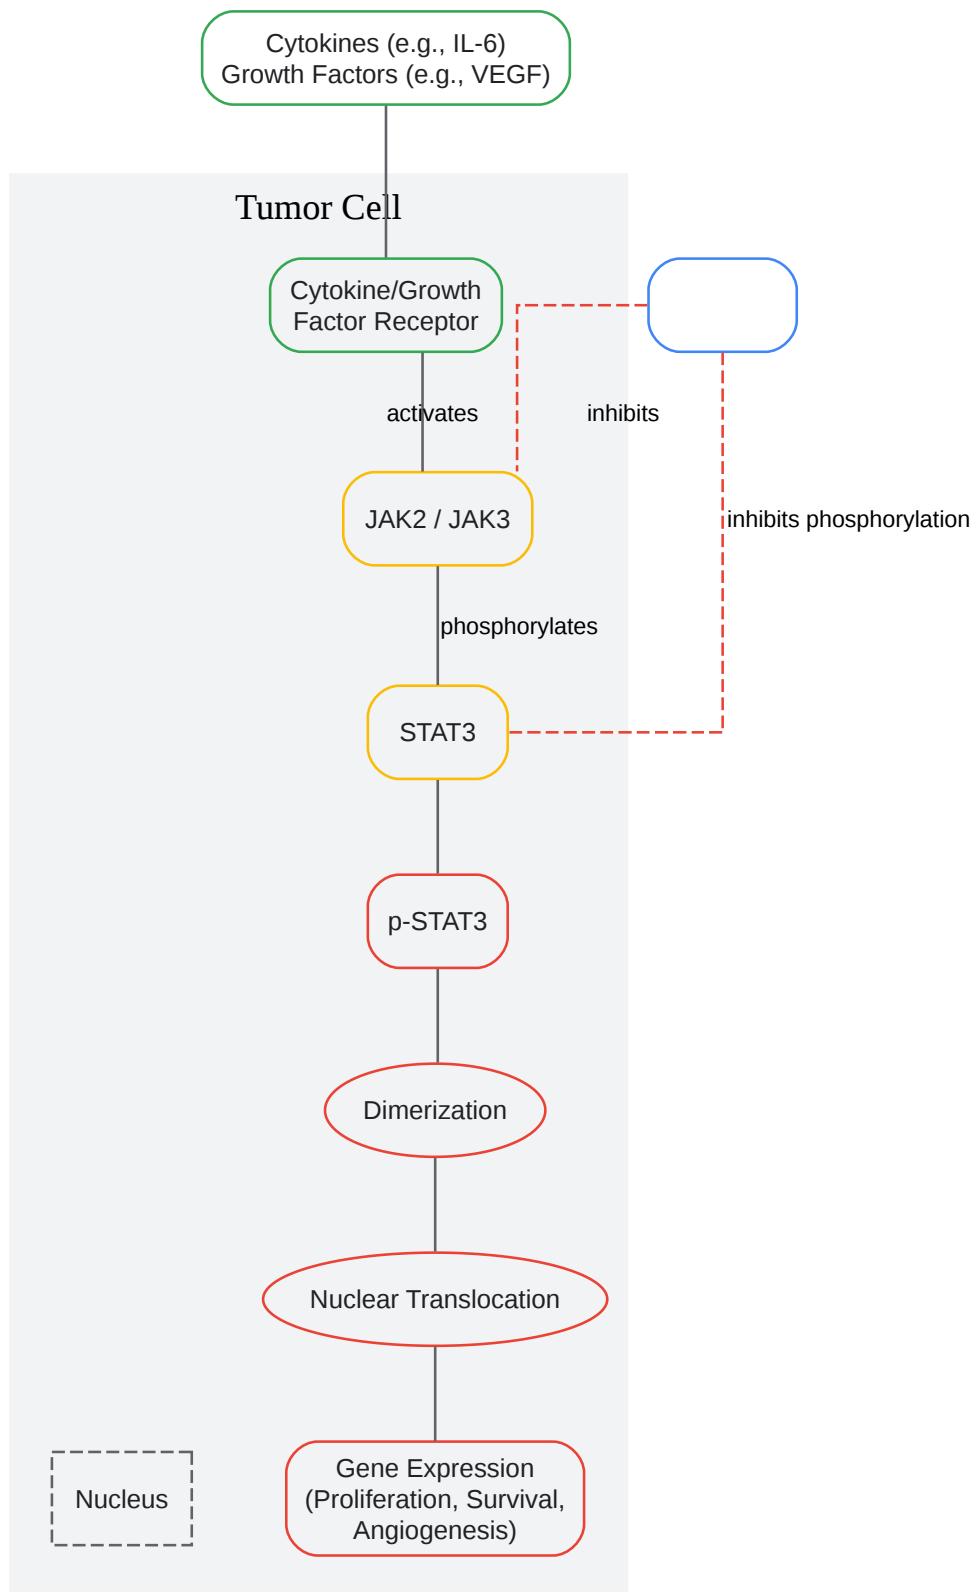 Cytokines (e.g., IL-6)
Growth Factors (e.g., VEGF)
Tumor Cell
Cytokine/Growth
Factor Receptor
activates
inhibits
JAK2 / JAK3
inhibits phosphorylation
phosphorylates
STAT3
p-STAT3
Dimerization
Nuclear Translocation
Nucleus
Gene Expression
(Proliferation, Survival,
Angiogenesis)